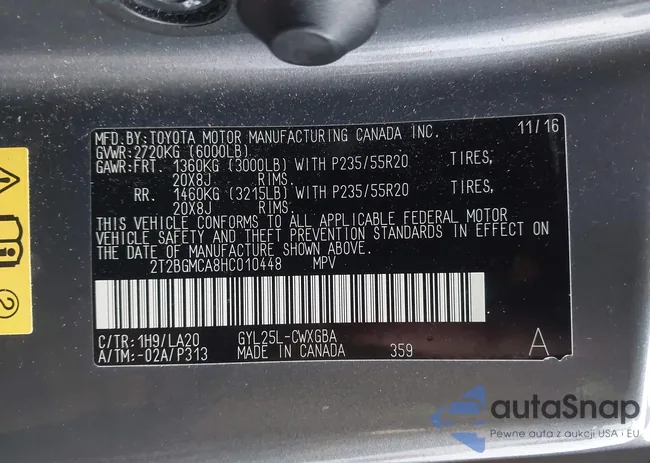 MFD. BY: TOYOTA MOTOR MANUFACTURING CANADA INC. 11/16
GVWR: 2720KG (6000LB)
GAWR: FRT. 1360KG (3000LB) WITH P235/55R20 TIRES,
20X8J RIMS.
RR. 1460KG (3215LB) WITH P235/55R20 TIRES,
20X8J RIMS.
THIS VEHICLE CONFORMS TO ALL APPLICABLE FEDERAL MOTOR
VEHICLE SAFETY AND THEFT PREVENTION STANDARDS IN EFFECT ON
THE DATE OF MANUFACTURE SHOWN ABOVE.
2T2BGMCA8HC010448 MPV
C/TR: 1H9/LA20 GYL25L-CWXGBA
A/TM: -02A/P313 MADE IN CANADA 359 A
2
autaSnap
Pewne auta z aukcji USA i EU